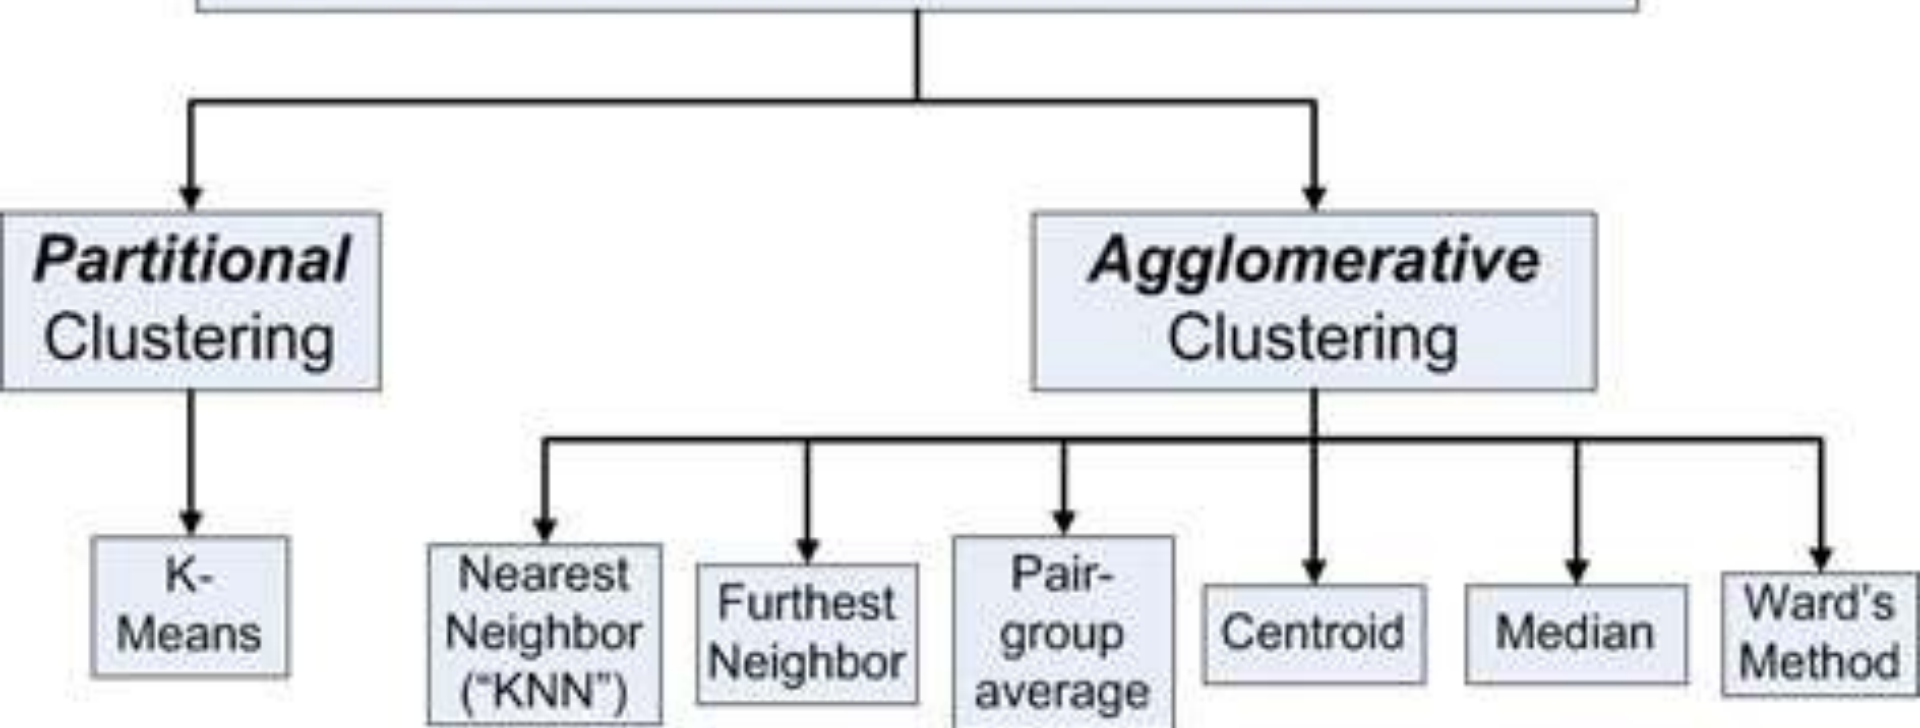 Partitional
Clustering
Agglomerative
Clustering
K-
Means
Nearest
Neighbor
("KNN")
Furthest
Neighbor
Pair-
group
average
Centroid
Median
Ward's
Method